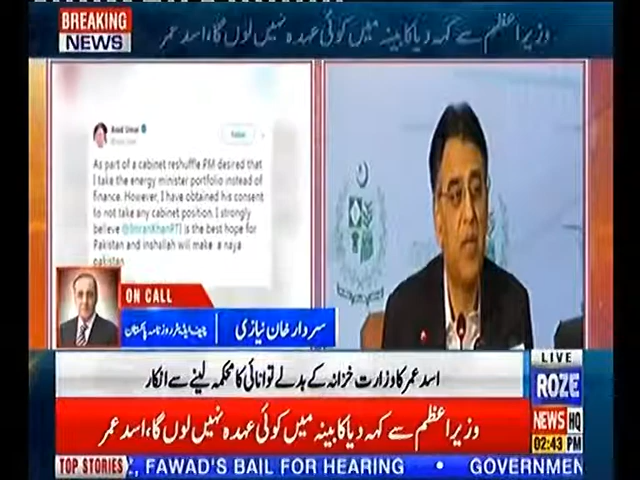 BREAKING
NEWS
وزیراعظم سے کہہ دیا کابینہ میں کوئی عہدہ نہیں لوں گا، اسد عمر
Asad Umar
Follow
As part of a cabinet reshuffle PM desired that
I take the energy minister portfolio instead of
finance. However, I have obtained his consent
to not take any cabinet position. I strongly
believe @ImranKhanPTI is the best hope for
Pakistan and inshallah will make a naya
pakistan
ON CALL
سردار خان نیازی
چیف ایڈیٹر روزنامہ پاکستان
اسد عمر کا وزارت خزانہ کے بدلے توانائی کا محکمہ لینے سے انکار
وزیراعظم سے کہہ دیا کابینہ میں کوئی عہدہ نہیں لوں گا، اسد عمر
LIVE
ROZE
NEWS HQ
02:43 PM
TOP STORIES
, FAWAD'S BAIL FOR HEARING • GOVERNMEN